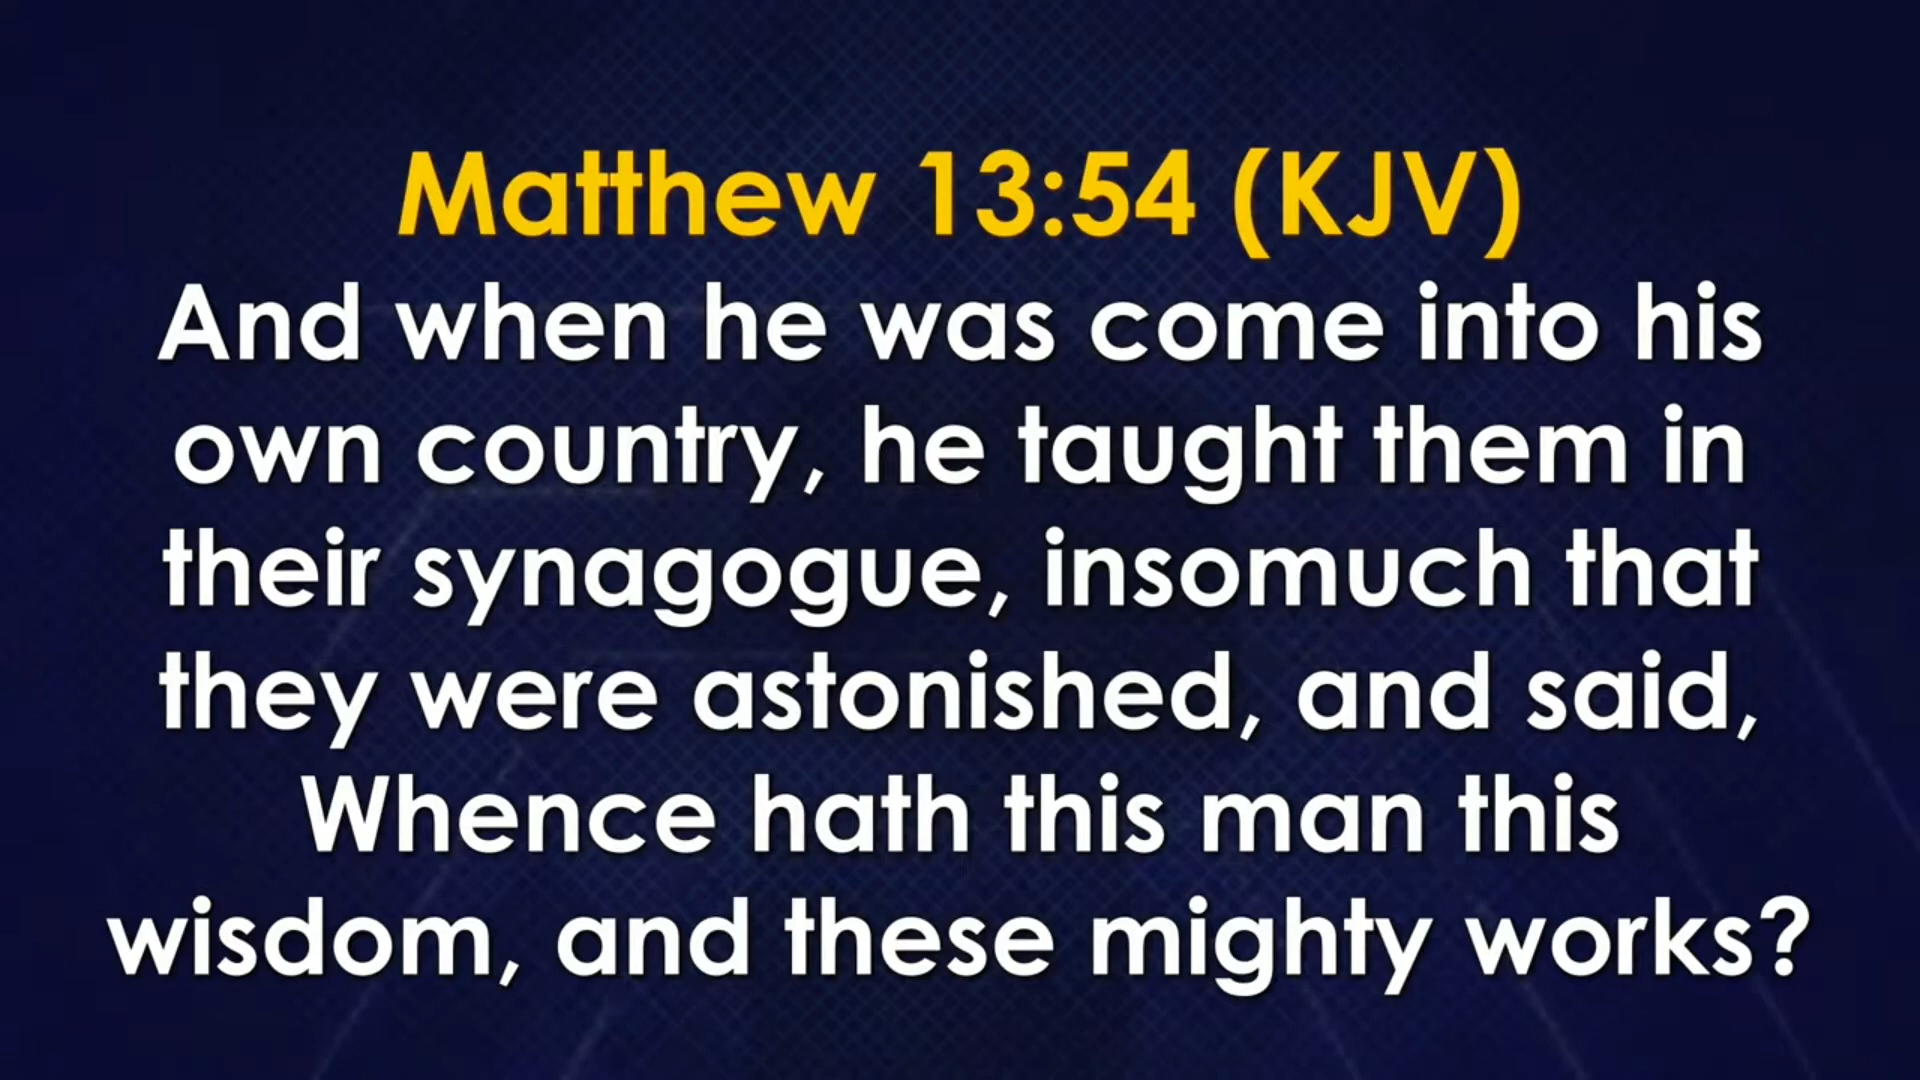 Matthew 13:54 (KJV)
And when he was come into his
own country, he taught them in
their synagogue, insomuch that
they were astonished, and said,
Whence hath this man this
wisdom, and these mighty works?